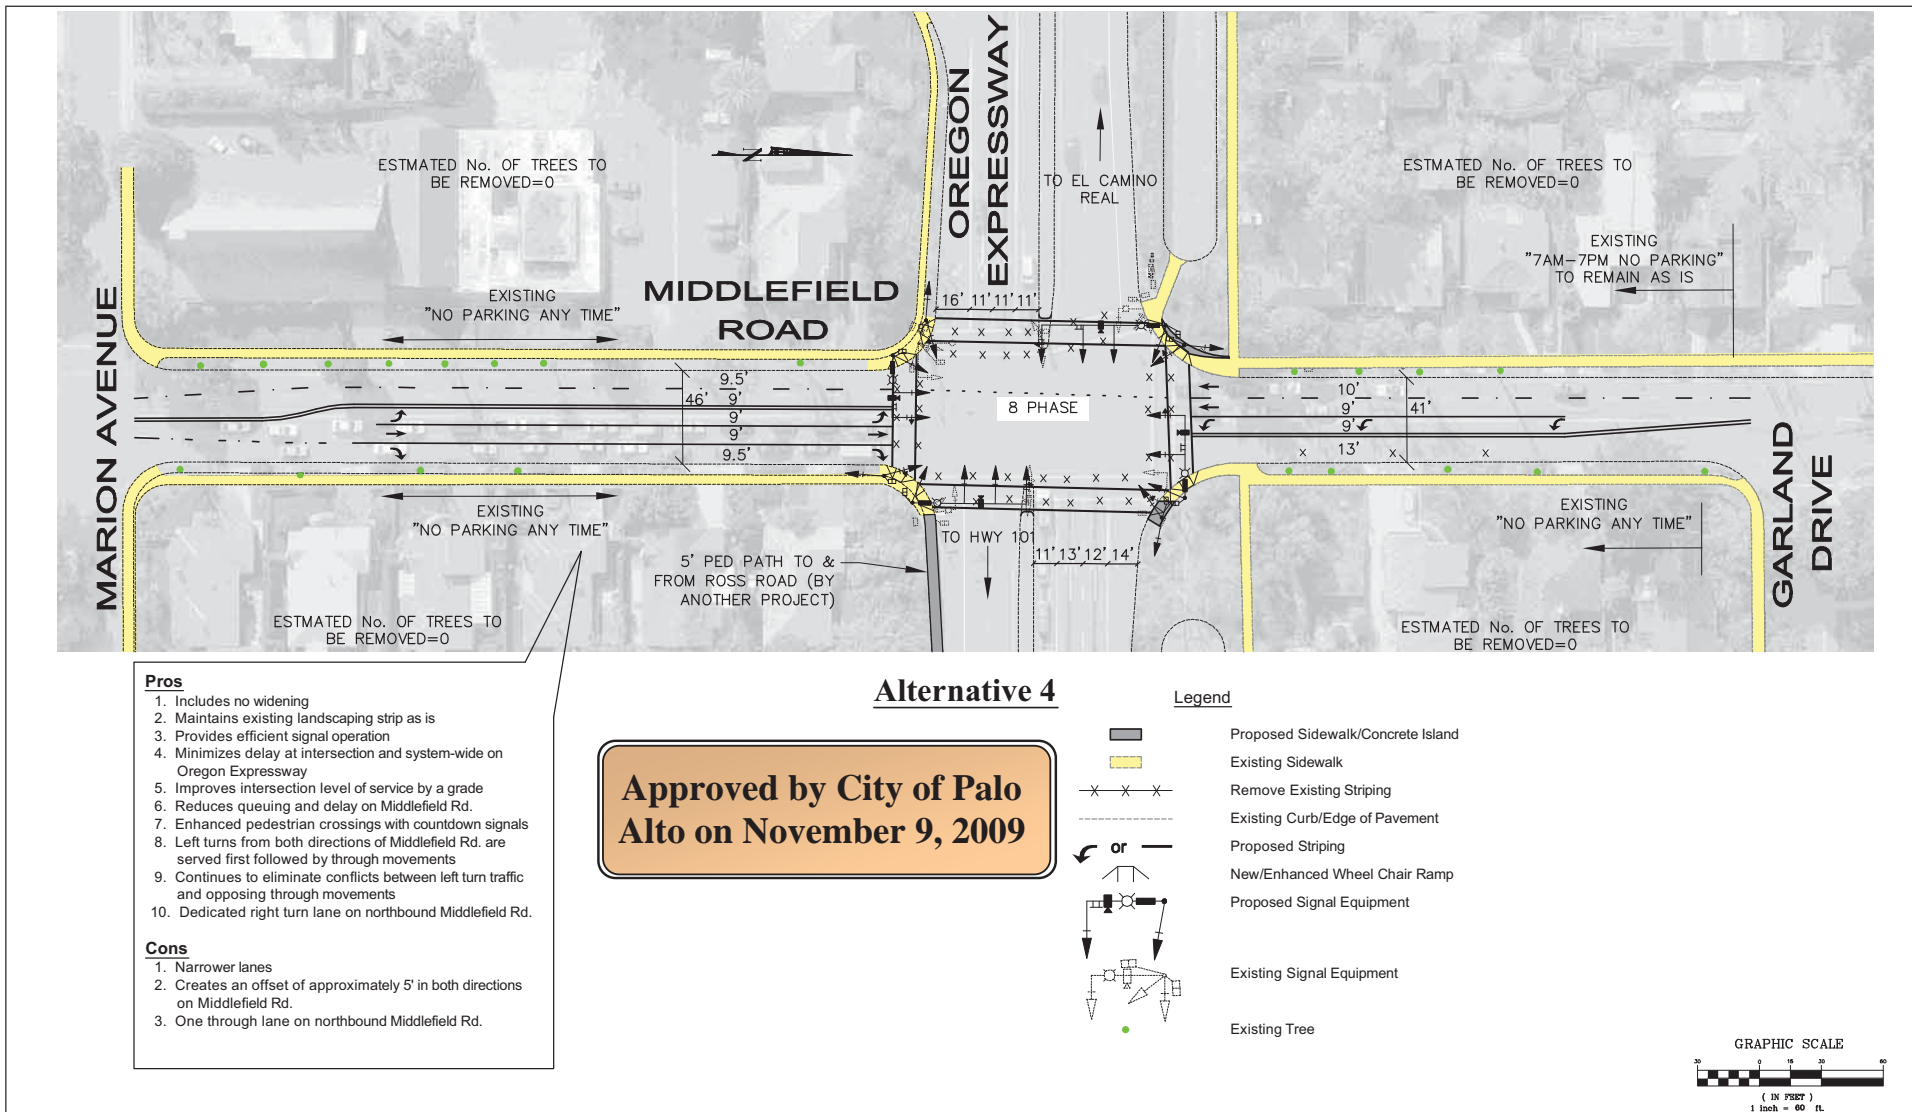 OREGON
EXPRESSWAY
ESTMATED No. OF TREES TO
BE REMOVED=0
TO EL CAMINO
REAL
ESTMATED No. OF TREES TO
BE REMOVED=0
EXISTING
"7AM-7PM NO PARKING"
TO REMAIN AS IS
MIDDLEFIELD
ROAD
EXISTING
"NO PARKING ANY TIME"
16' 11' 11' 11'
MARION AVENUE
46'
9.5'
9'
9'
9'
9.5'
8 PHASE
10'
9'
9'
13'
41'
GARLAND
DRIVE
EXISTING
"NO PARKING ANY TIME"
EXISTING
"NO PARKING ANY TIME"
TO HWY 101
11' 13' 12' 14'
5' PED PATH TO &
FROM ROSS ROAD (BY
ANOTHER PROJECT)
ESTMATED No. OF TREES TO
BE REMOVED=0
ESTMATED No. OF TREES TO
BE REMOVED=0
Pros
1. Includes no widening
2. Maintains existing landscaping strip as is
3. Provides efficient signal operation
4. Minimizes delay at intersection and system-wide on
Oregon Expressway
5. Improves intersection level of service by a grade
6. Reduces queuing and delay on Middlefield Rd.
7. Enhanced pedestrian crossings with countdown signals
8. Left turns from both directions of Middlefield Rd. are
served first followed by through movements
9. Continues to eliminate conflicts between left turn traffic
and opposing through movements
10. Dedicated right turn lane on northbound Middlefield Rd.
Cons
1. Narrower lanes
2. Creates an offset of approximately 5' in both directions
on Middlefield Rd.
3. One through lane on northbound Middlefield Rd.
Alternative 4
Approved by City of Palo
Alto on November 9, 2009
Legend
Proposed Sidewalk/Concrete Island
Existing Sidewalk
Remove Existing Striping
Existing Curb/Edge of Pavement
or
Proposed Striping
New/Enhanced Wheel Chair Ramp
Proposed Signal Equipment
Existing Signal Equipment
Existing Tree
GRAPHIC SCALE
30 0 15 30 60
( IN FEET )
1 inch = 60 ft.